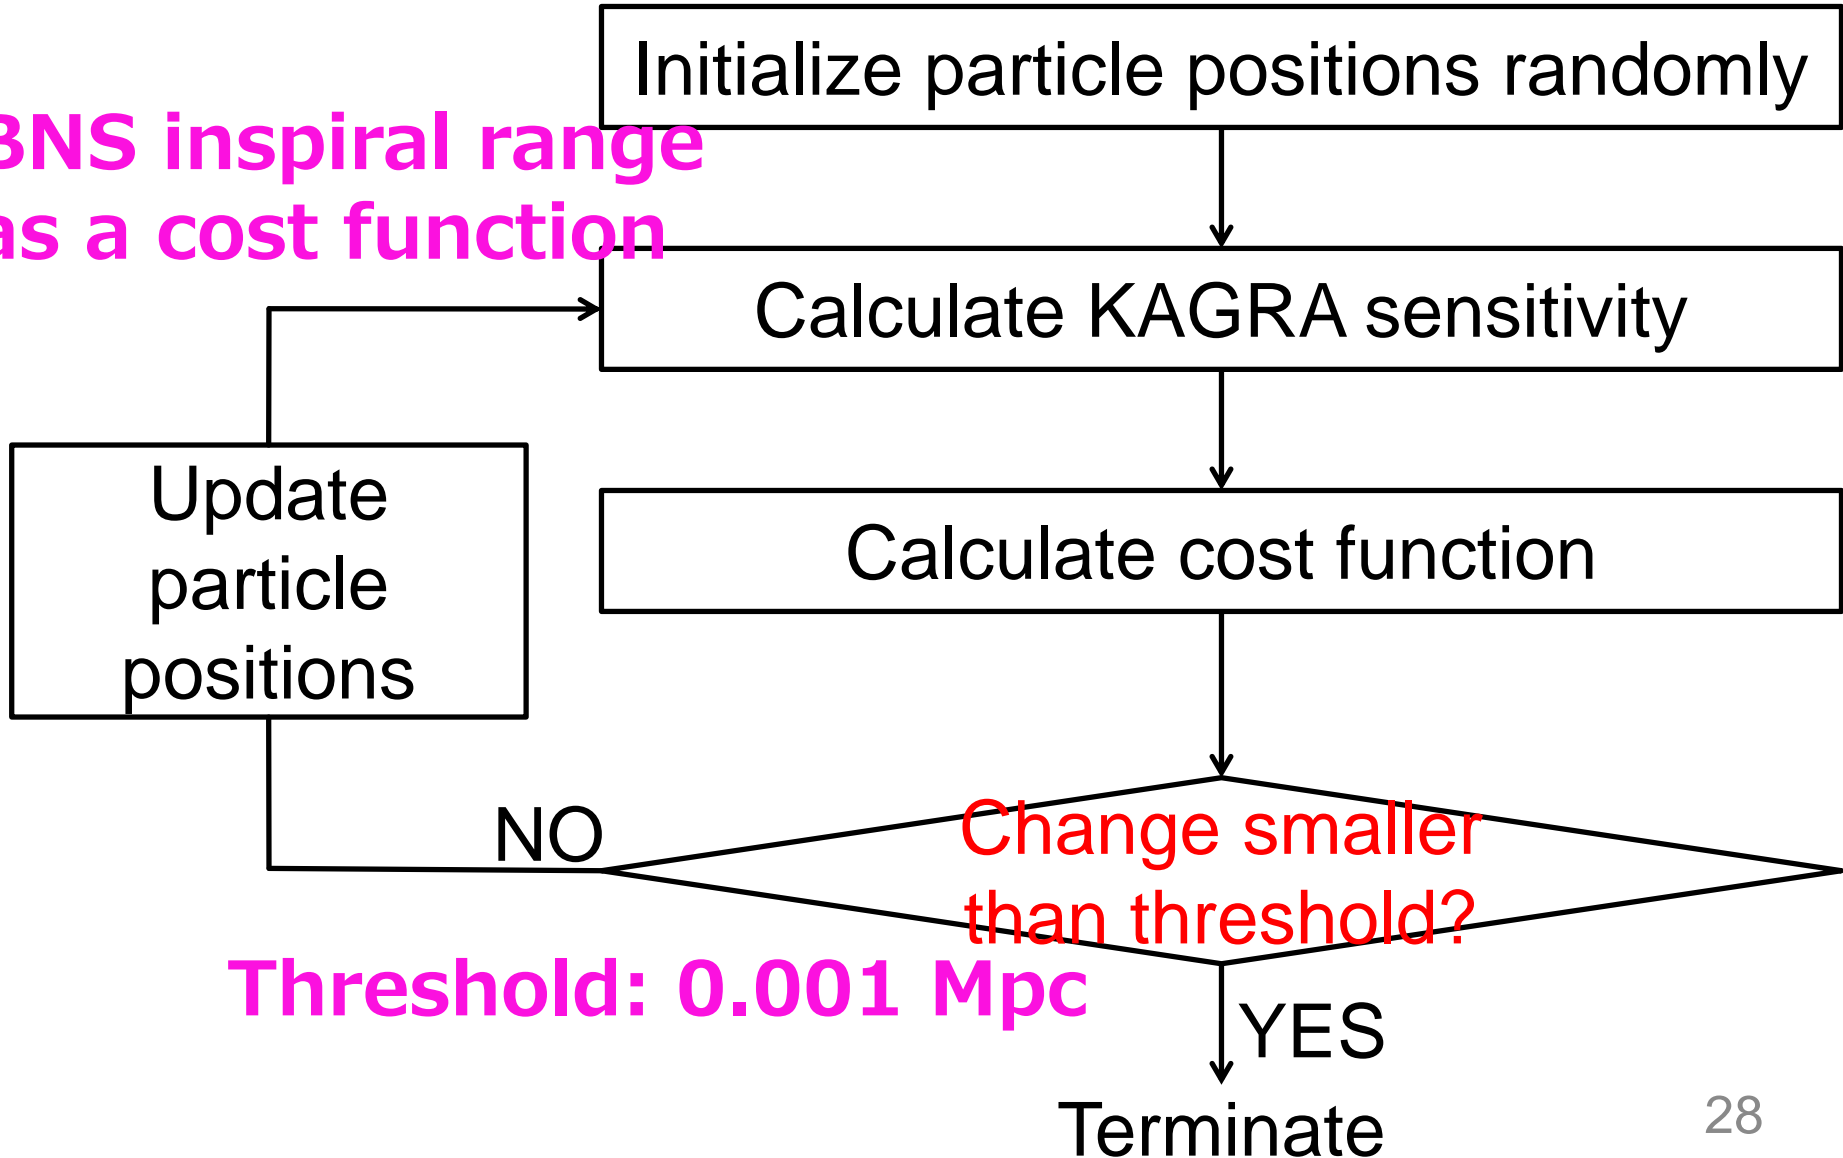 Initialize particle positions randomly
BNS inspiral range
as a cost function
Calculate KAGRA sensitivity
Update
particle
positions
Calculate cost function
NO
Change smaller
than threshold?
Threshold: 0.001 Mpc
YES
Terminate
28